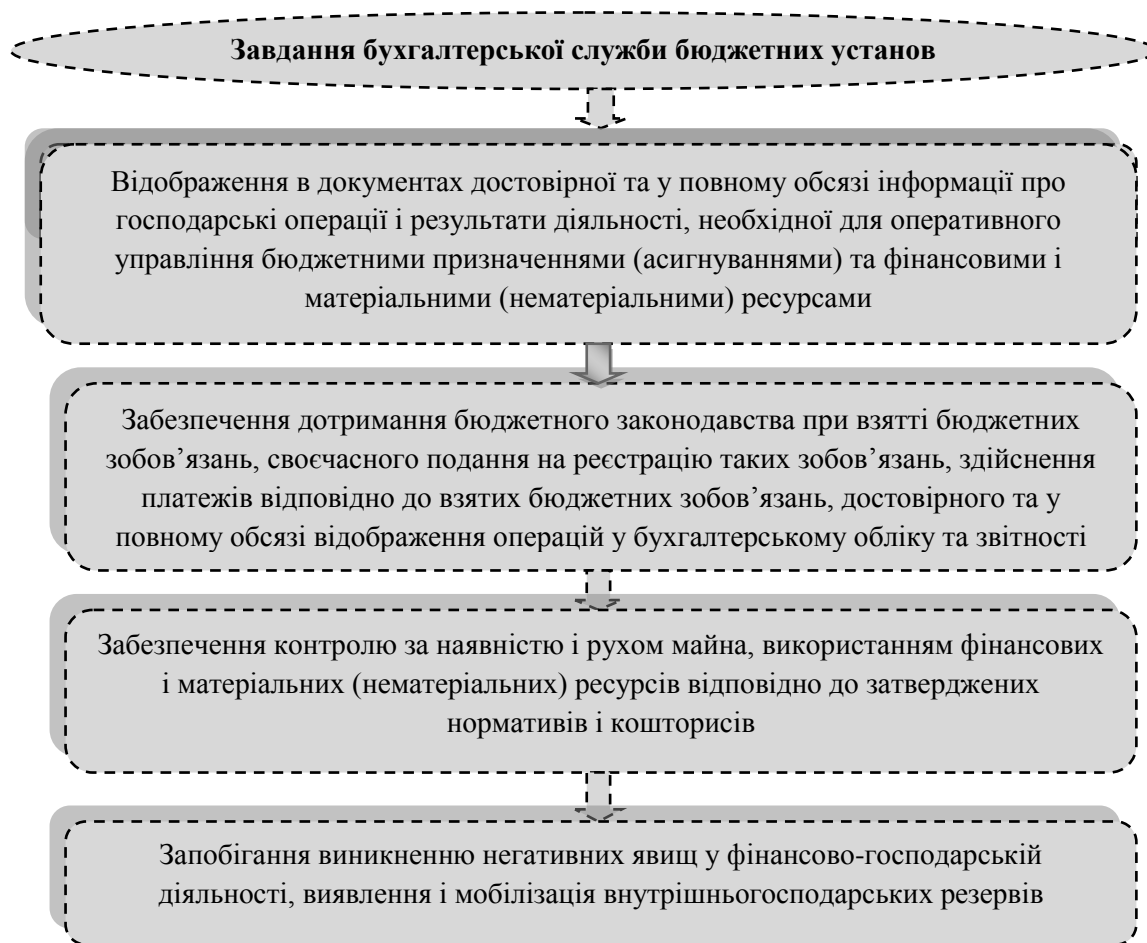 Завдання бухгалтерської служби бюджетних установ
Відображення в документах достовірної та у повному обсязі інформації про
господарські операції і результати діяльності, необхідної для оперативного
управління бюджетними призначеннями (асигнуваннями) та фінансовими і
матеріальними (нематеріальними) ресурсами
Забезпечення дотримання бюджетного законодавства при взятті бюджетних
зобов’язань, своєчасного подання на реєстрацію таких зобов’язань, здійснення
платежів відповідно до взятих бюджетних зобов’язань, достовірного та у
повному обсязі відображення операцій у бухгалтерському обліку та звітності
Забезпечення контролю за наявністю і рухом майна, використанням фінансових
і матеріальних (нематеріальних) ресурсів відповідно до затверджених
нормативів і кошторисів
Запобігання виникненню негативних явищ у фінансово-господарській
діяльності, виявлення і мобілізація внутрішньогосподарських резервів